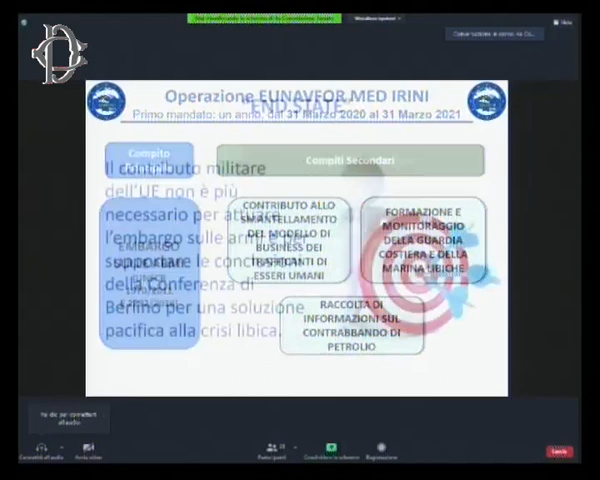 Operazione EUNAVFOR MED IRINI
"END STATE"
Primo mandato: un anno, dal 31 Marzo 2020 al 31 Marzo 2021
Compito
Compiti Secondari
Il contributo militare
dell'UE non è più
necessario per attuare
l'embargo sulle armi e per
supportare le conclusioni
della Conferenza di
Berlino per una soluzione
pacifica alla crisi libica.
EMBARGO
CONTRIBUTO ALLO
SMANTELLAMENTO
DEL MODELLO DI
BUSINESS DEI
TRAFFICANTI DI
ESSERI UMANI
FORMAZIONE E
MONITORAGGIO
DELLA GUARDIA
COSTIERA E DELLA
MARINA LIBICHE
RACCOLTA DI
INFORMAZIONI SUL
CONTRABBANDO DI
PETROLIO
Partecipanti
Registrazione